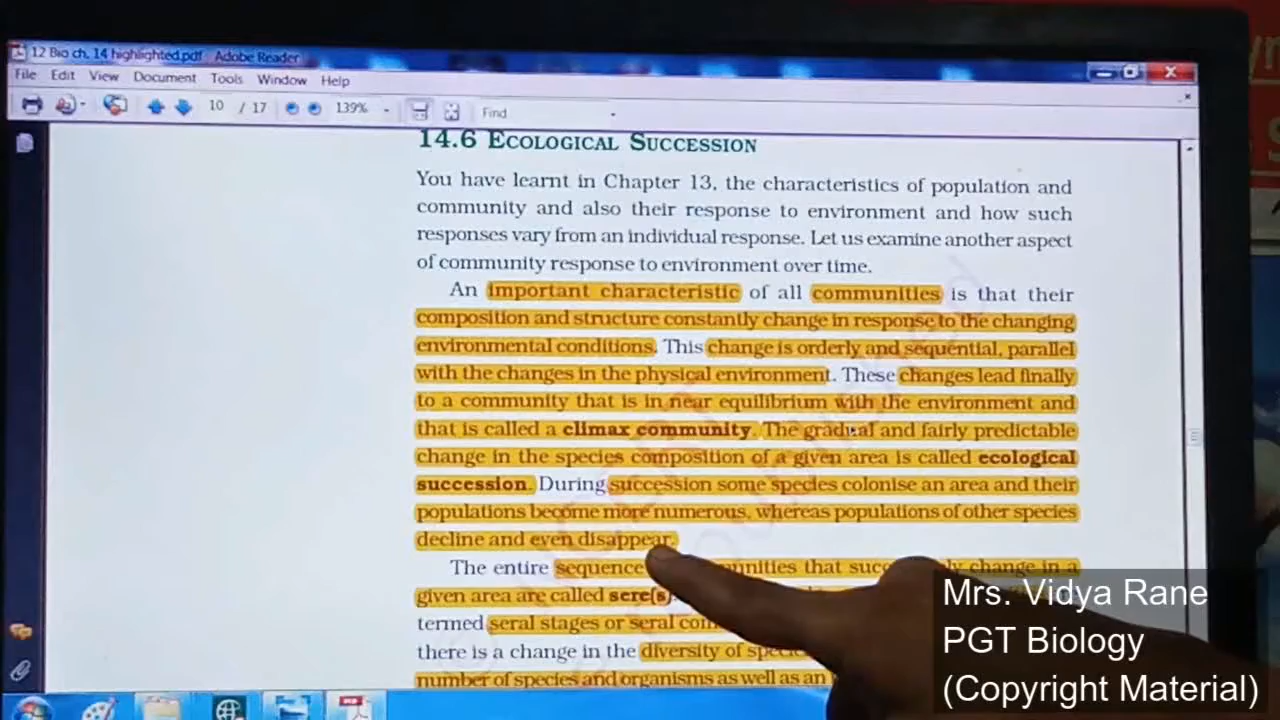 12 Bio ch. 14 highlighted.pdf - Adobe Reader
File Edit View Document Tools Window Help
10 / 17 139% Find
14.6 ECOLOGICAL SUCCESSION
You have learnt in Chapter 13, the characteristics of population and
community and also their response to environment and how such
responses vary from an individual response. Let us examine another aspect
of community response to environment over time.
An important characteristic of all communities is that their
composition and structure constantly change in response to the changing
environmental conditions. This change is orderly and sequential, parallel
with the changes in the physical environment. These changes lead finally
to a community that is in near equilibrium with the environment and
that is called a climax community. The gradual and fairly predictable
change in the species composition of a given area is called ecological
succession. During succession some species colonise an area and their
populations become more numerous, whereas populations of other species
decline and even disappear.
The entire sequence that change in a
given area are called sere(s).
termed seral stages or seral
there is a change in the diversity of
number of species and organisms as well as an
Mrs. Vidya Rane
PGT Biology
(Copyright Material)